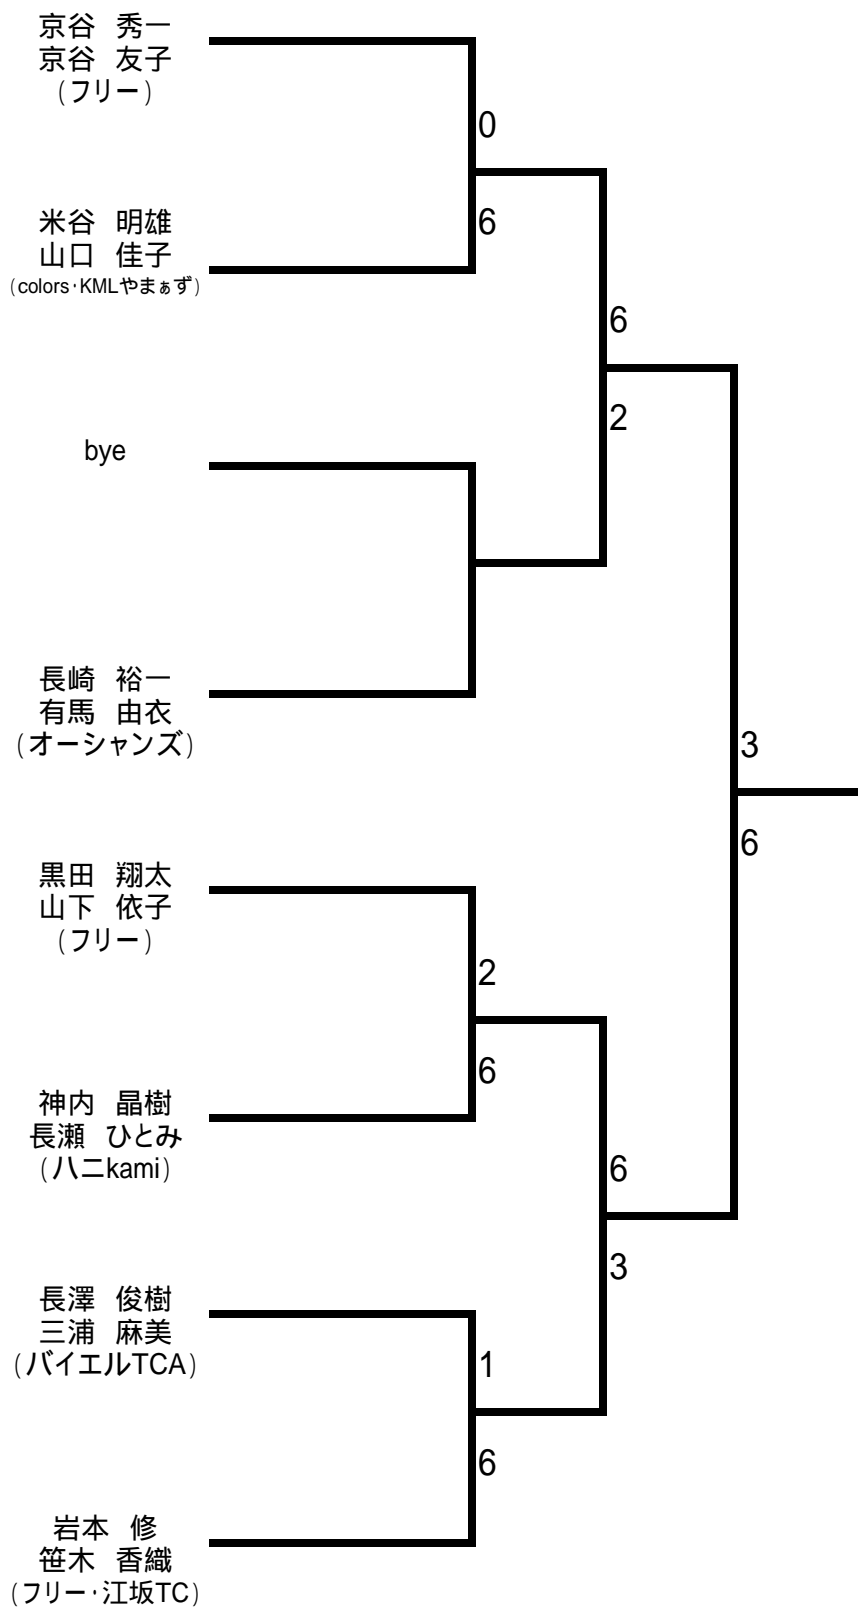 京谷 秀一
京谷 友子
(フリー)
0
6
米谷 明雄
山口 佳子
(colors･KMLやまぁず)
6
2
bye
長崎 裕一
有馬 由衣
(オーシャンズ)
3
6
黒田 翔太
山下 依子
(フリー)
2
6
神内 晶樹
長瀬 ひとみ
(ハニkami)
6
3
長澤 俊樹
三浦 麻美
(バイエルTCA)
1
6
岩本 修
笹木 香織
(フリー･江坂TC)